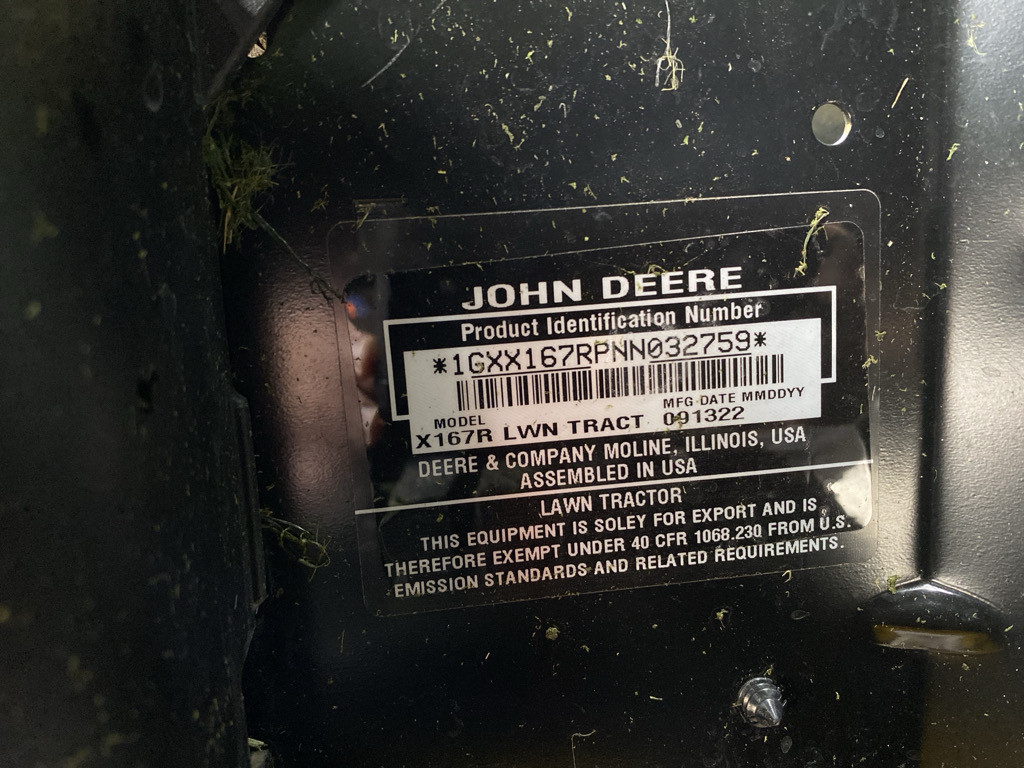 JOHN DEERE
Product Identification Number
*1GXX167RPNN032759*
MODEL MFG DATE MMDDYY
X167R LWN TRACT 091322
DEERE & COMPANY MOLINE, ILLINOIS, USA
ASSEMBLED IN USA
LAWN TRACTOR
THIS EQUIPMENT IS SOLEY FOR EXPORT AND IS
THEREFORE EXEMPT UNDER 40 CFR 1068.230 FROM U.S.
EMISSION STANDARDS AND RELATED REQUIREMENTS.